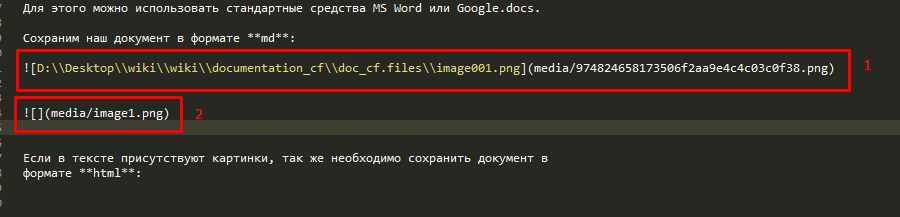 Для этого можно использовать стандартные средства MS Word или Google.docs.
Сохраним наш документ в формате **md**:
![D:\\Desktop\\wiki\\wiki\\documentation_cf\\doc_cf.files\\image001.png](media/974824658173506f2aa9e4c4c03c0f38.png)
1
![](media/image1.png)
2
Если в тексте присутствуют картинки, так же необходимо сохранить документ в
формате **html**: